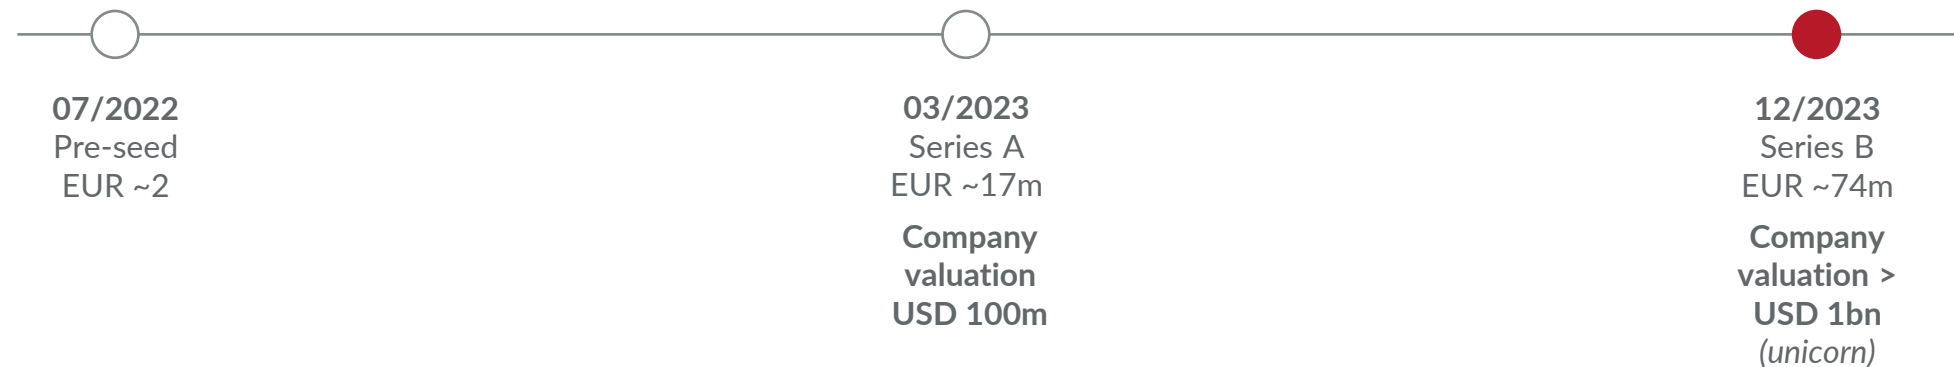 07/2022
Pre-seed
EUR ~2
03/2023
Series A
EUR ~17m
Company
valuation
USD 100m
12/2023
Series B
EUR ~74m
Company
valuation >
USD 1bn
(unicorn)